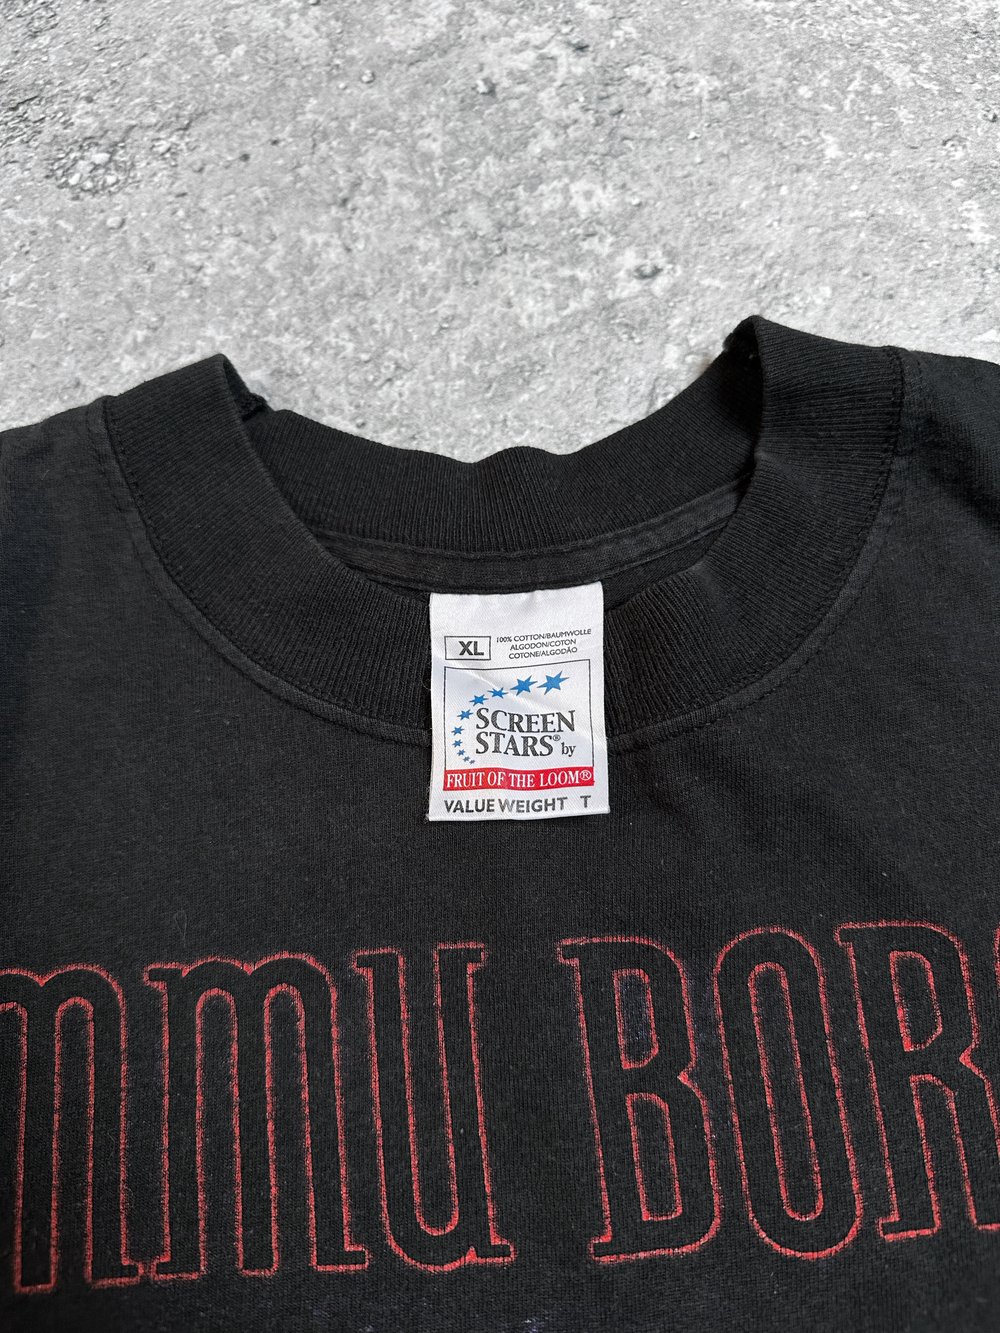 XL
100% COTTON/BAUMWOLLE
ALGODON/COTON
COTONE/ALGODÃO
SCREEN
STARS® by
FRUIT OF THE LOOM®
VALUE WEIGHT T
MMU BOR